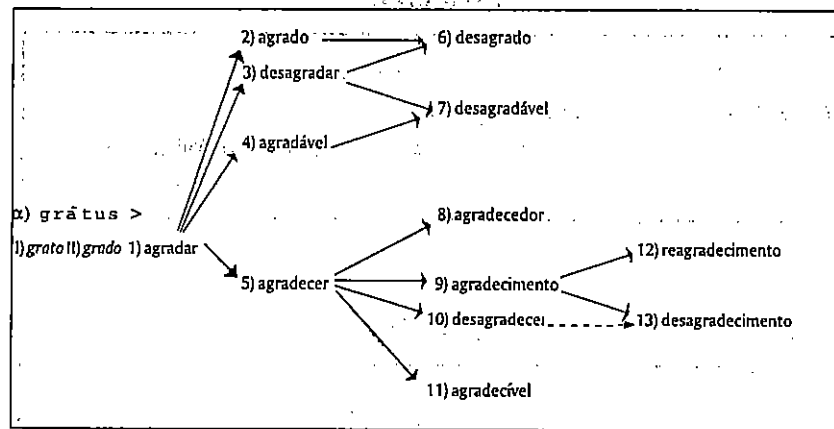 2) agrado
6) desagrado
3) desagradar
7) desagradável
4) agradável
α) grātus >
I) grato II) grado 1) agradar
8) agradecedor
12) reagradecimento
5) agradecer
9) agradecimento
10) desagradecer
13) desagradecimento
11) agradecível